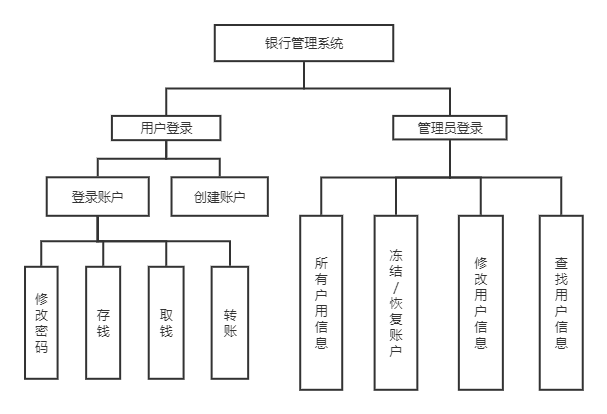 银行管理系统
用户登录
管理员登录
登录账户
创建账户
修改密码
存钱
取钱
转账
所有户用信息
冻结/恢复账户
修改用户信息
查找用户信息